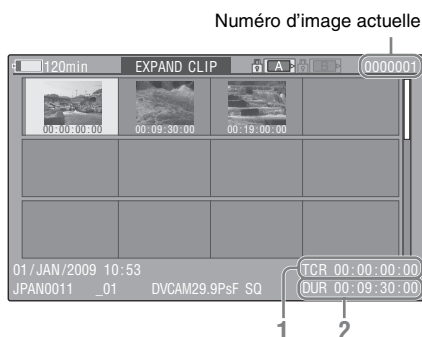 Numéro d'image actuelle
120min EXPAND CLIP A B 0000001
00:00:00:00 00:09:30:00 00:19:00:00
01/JAN/2009 10:53 TCR 00:00:00:00
JPAN0011 _01 DVCAM29.9PsF SQ DUR 00:09:30:00
1 2